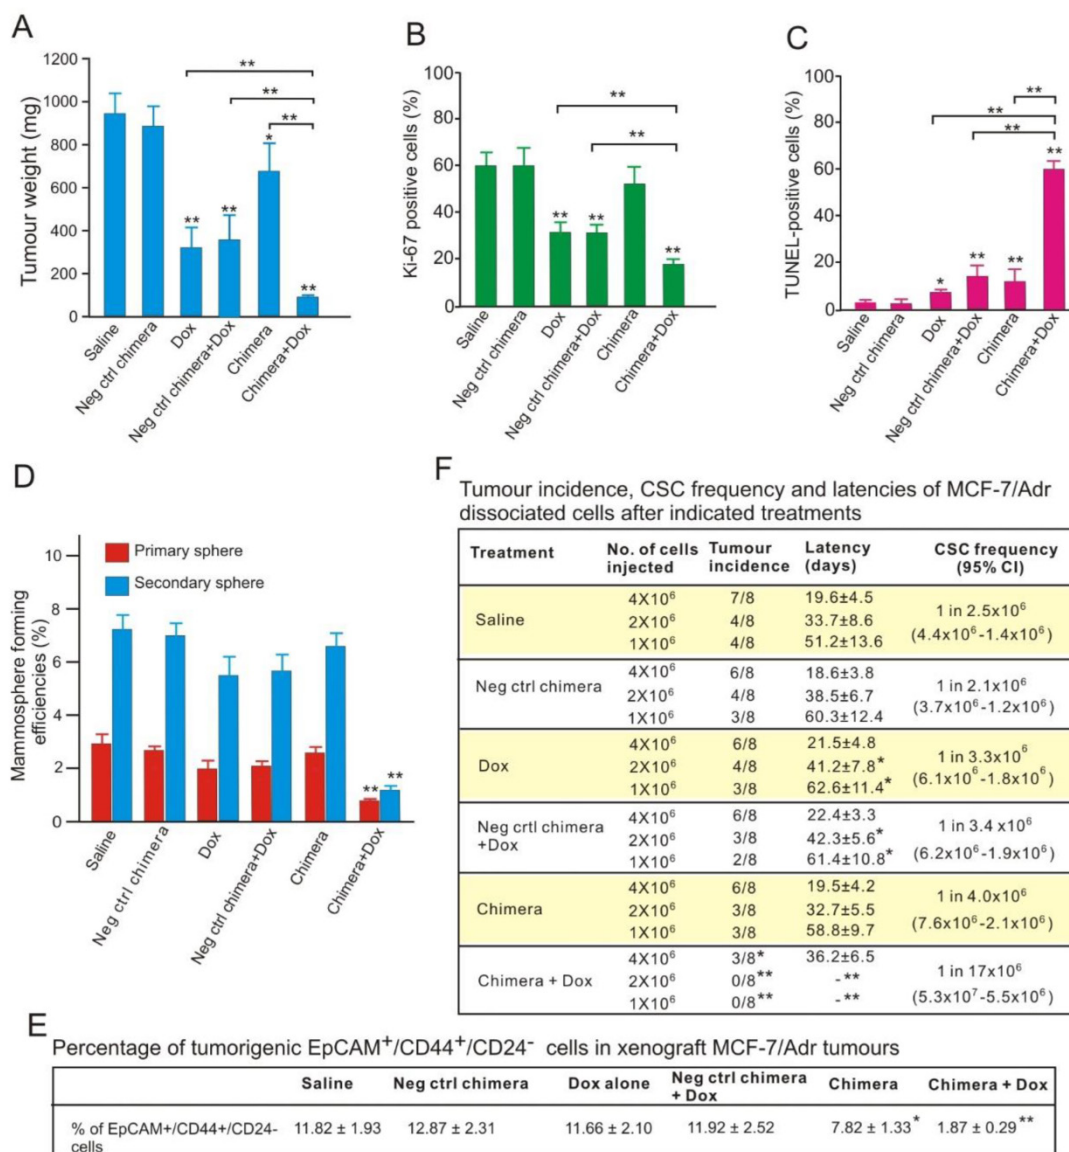 A
Tumour weight (mg)
1200
1000
800
600
400
200
0
**
**
**
**
**
*
**
Saline
Neg ctrl chimera
Dox
Neg ctrl chimera+Dox
Chimera
Chimera+Dox
B
Ki-67 positive cells (%)
100
80
60
40
20
0
**
**
**
**
**
Saline
Neg ctrl chimera
Dox
Neg ctrl chimera+Dox
Chimera
Chimera+Dox
C
TUNEL-positive cells (%)
100
80
60
40
20
0
**
**
**
*
**
**
**
Saline
Neg ctrl chimera
Dox
Neg ctrl chimera+Dox
Chimera
Chimera+Dox
D
Mammosphere forming
efficiencies (%)
10
8
6
4
2
0
Primary sphere
Secondary sphere
** **
Saline
Neg ctrl chimera
Dox
Neg ctrl chimera+Dox
Chimera
Chimera+Dox
F
Tumour incidence, CSC frequency and latencies of MCF-7/Adr
dissociated cells after indicated treatments
Treatment No. of cells injected Tumour incidence Latency (days) CSC frequency (95% CI)
Saline
4X10⁶ 7/8 19.6±4.5
2X10⁶ 4/8 33.7±8.6
1X10⁶ 4/8 51.2±13.6
1 in 2.5x10⁶
(4.4x10⁶-1.4x10⁶)
Neg ctrl chimera
4X10⁶ 6/8 18.6±3.8
2X10⁶ 4/8 38.5±6.7
1X10⁶ 3/8 60.3±12.4
1 in 2.1x10⁶
(3.7x10⁶-1.2x10⁶)
Dox
4X10⁶ 6/8 21.5±4.8
2X10⁶ 4/8 41.2±7.8*
1X10⁶ 3/8 62.6±11.4*
1 in 3.3x10⁶
(6.1x10⁶-1.8x10⁶)
Neg crtl chimera
+Dox
4X10⁶ 6/8 22.4±3.3
2X10⁶ 3/8 42.3±5.6*
1X10⁶ 2/8 61.4±10.8*
1 in 3.4 x10⁶
(6.2x10⁶-1.9x10⁶)
Chimera
4X10⁶ 6/8 19.5±4.2
2X10⁶ 3/8 32.7±5.5
1X10⁶ 3/8 58.8±9.7
1 in 4.0x10⁶
(7.6x10⁶-2.1x10⁶)
Chimera + Dox
4X10⁶ 3/8* 36.2±6.5
2X10⁶ 0/8** -**
1X10⁶ 0/8** -**
1 in 17x10⁶
(5.3x10⁷-5.5x10⁶)
E
Percentage of tumorigenic EpCAM⁺/CD44⁺/CD24⁻ cells in xenograft MCF-7/Adr tumours
Saline Neg ctrl chimera Dox alone Neg ctrl chimera + Dox Chimera Chimera + Dox
% of EpCAM+/CD44+/CD24- cells 11.82 ± 1.93 12.87 ± 2.31 11.66 ± 2.10 11.92 ± 2.52 7.82 ± 1.33* 1.87 ± 0.29**